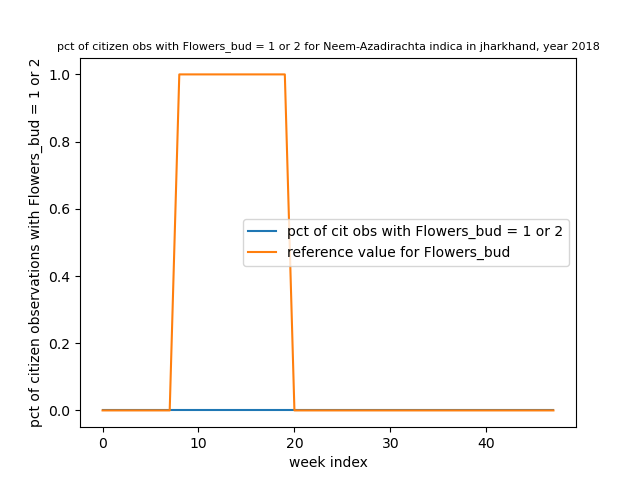 pct of citizen obs with Flowers_bud = 1 or 2 for Neem-Azadirachta indica in jharkhand, year 2018
pct of citizen observations with Flowers_bud = 1 or 2
1.0
0.8
0.6
0.4
0.2
0.0
pct of cit obs with Flowers_bud = 1 or 2
reference value for Flowers_bud
0 10 20 30 40
week index